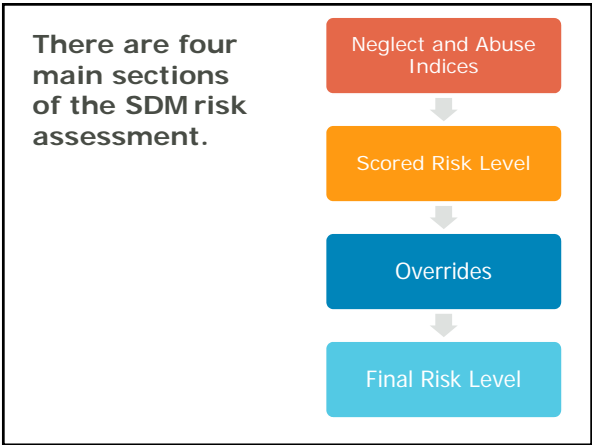 There are four
main sections
of the SDM risk
assessment.
Neglect and Abuse
Indices
Scored Risk Level
Overrides
Final Risk Level